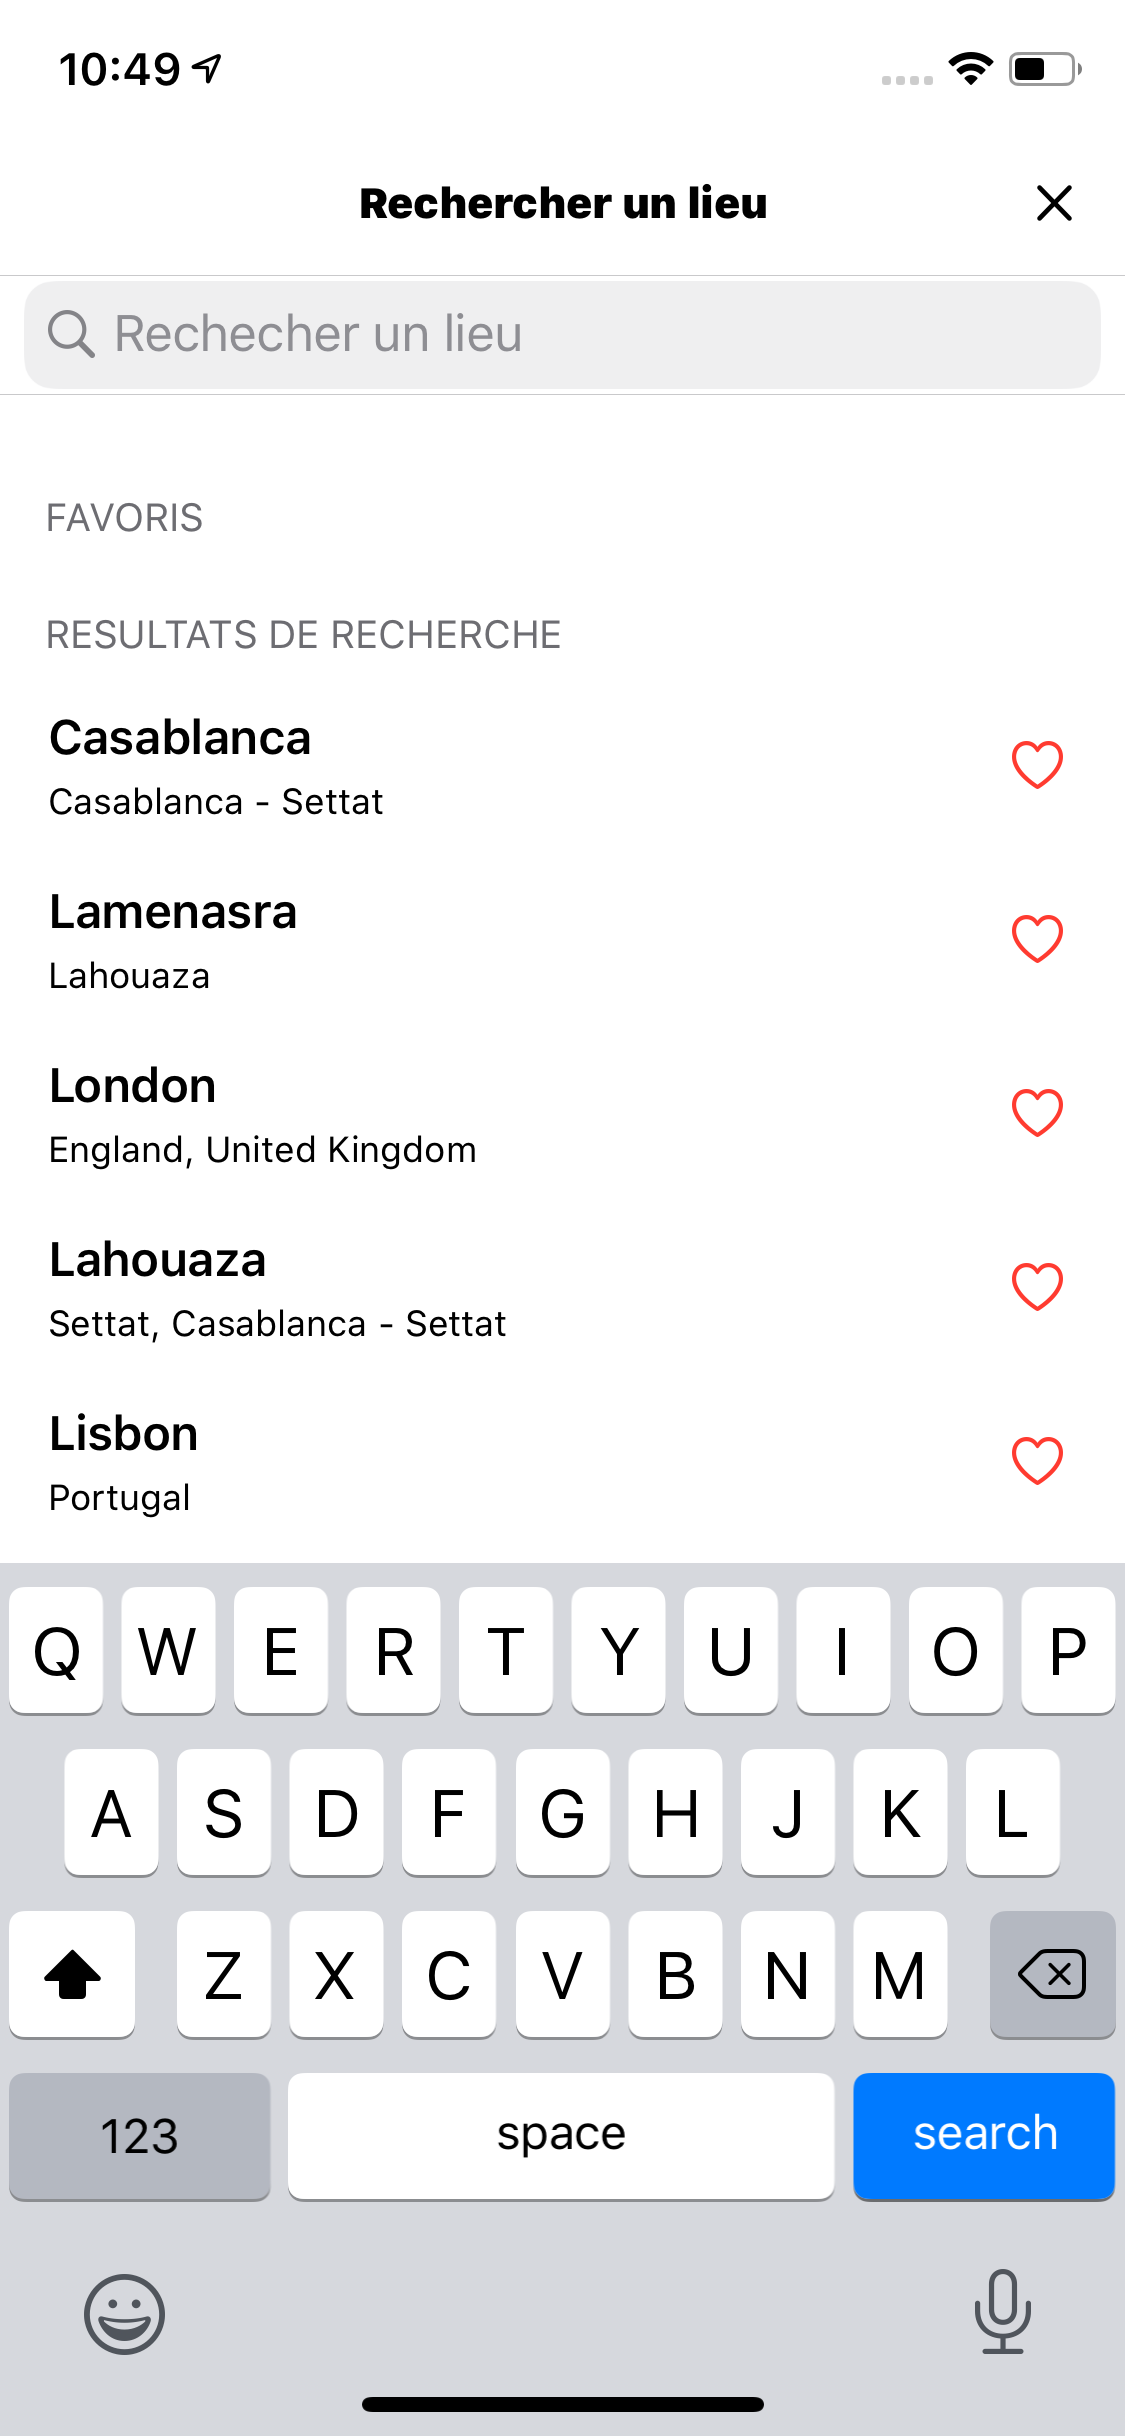 10:49
Rechercher un lieu
Rechecher un lieu
FAVORIS
RESULTATS DE RECHERCHE
Casablanca
Casablanca - Settat
Lamenasra
Lahouaza
London
England, United Kingdom
Lahouaza
Settat, Casablanca - Settat
Lisbon
Portugal
Q W E R T Y U I O P
A S D F G H J K L
Z X C V B N M
123 space search